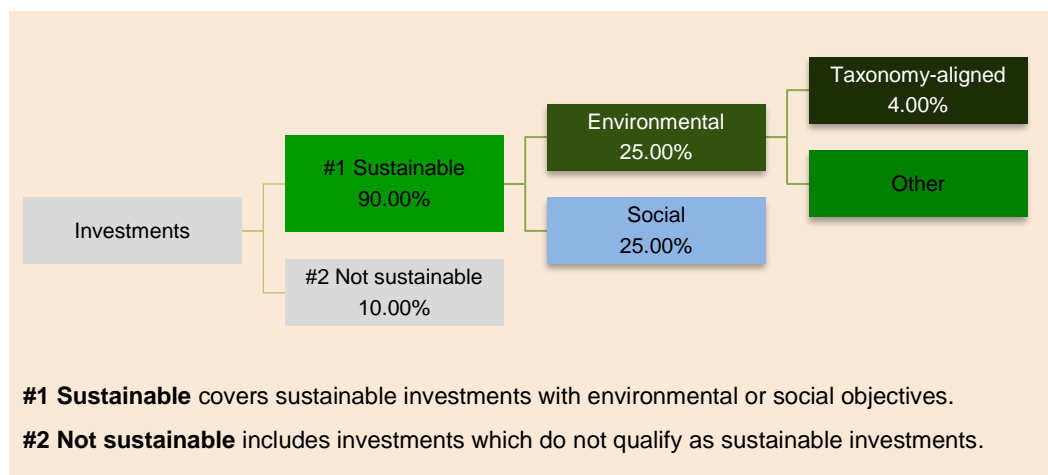 Investments
#1 Sustainable
90.00%
#2 Not sustainable
10.00%
Environmental
25.00%
Social
25.00%
Taxonomy-aligned
4.00%
Other
#1 Sustainable covers sustainable investments with environmental or social objectives.
#2 Not sustainable includes investments which do not qualify as sustainable investments.